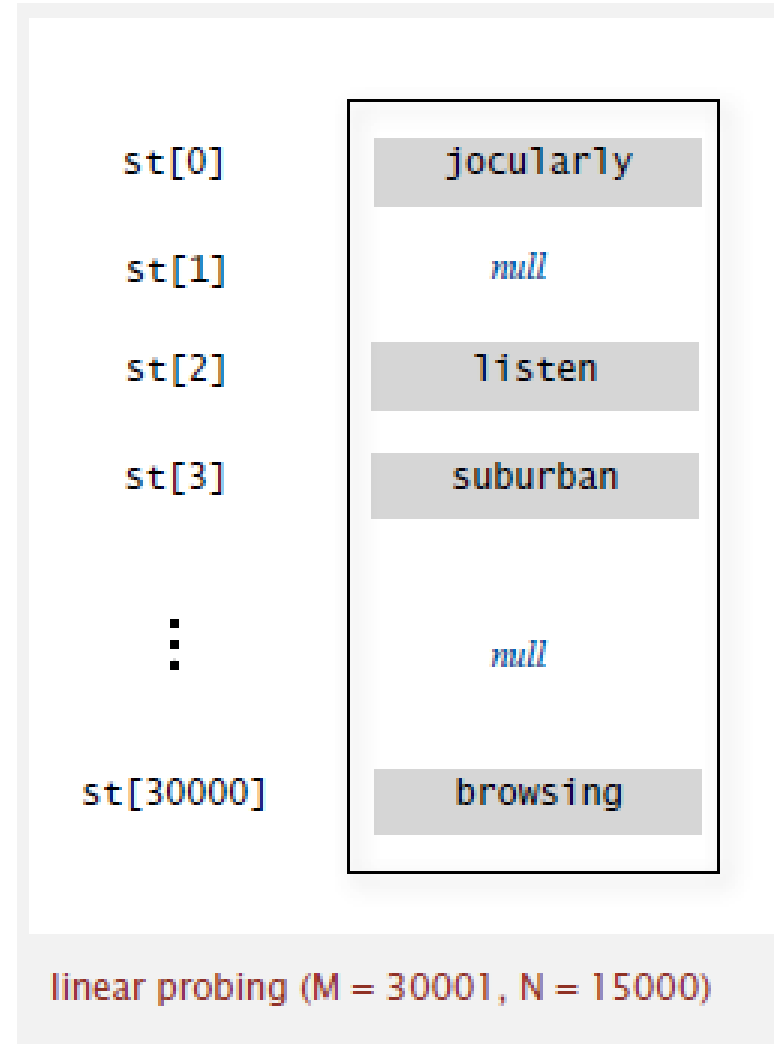 st[0] jocularly
st[1] null
st[2] listen
st[3] suburban
⋮ null
st[30000] browsing
linear probing (M = 30001, N = 15000)